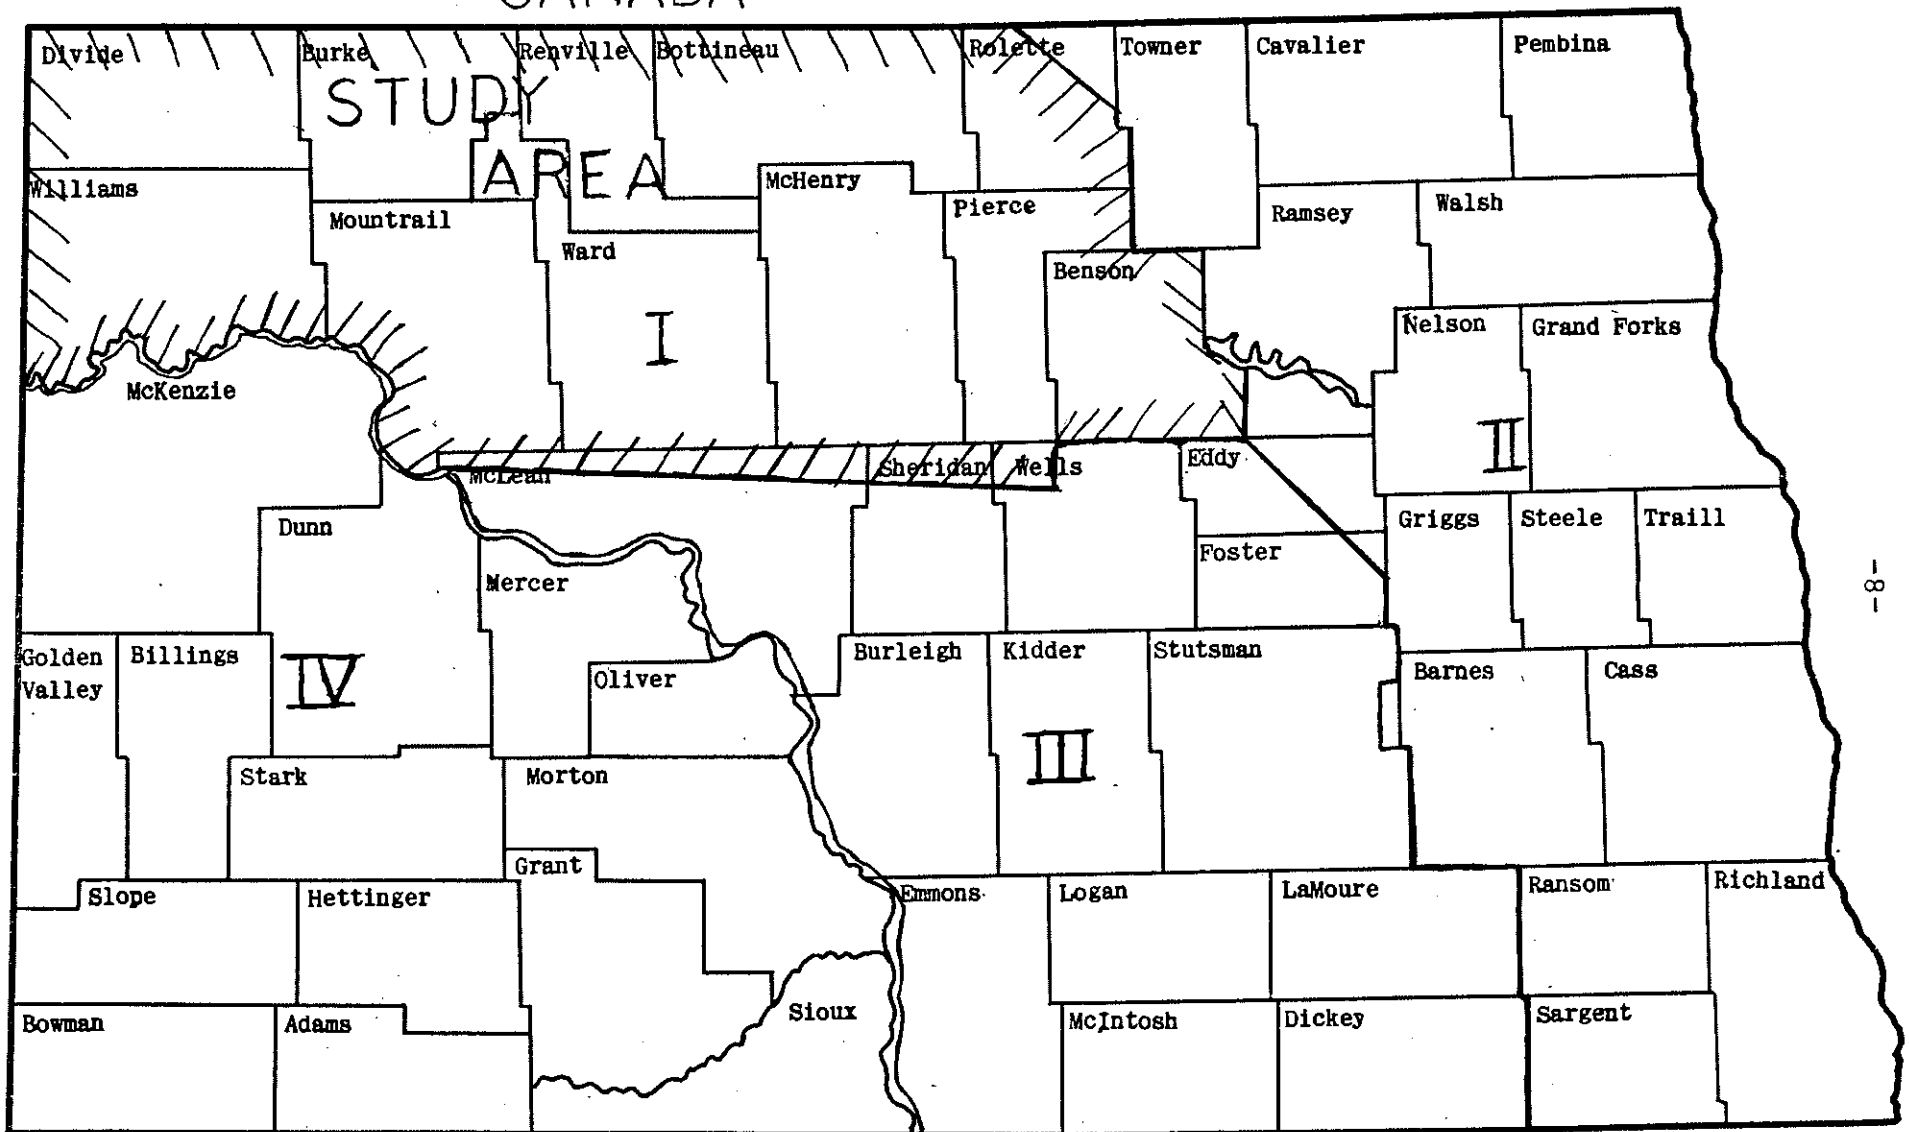 CANADA
Divide
Burke
Renville
Bottineau
Rolette
Towner
Cavalier
Pembina
STUDY
AREA
Williams
Mountrail
Ward
McHenry
Pierce
Benson
Ramsey
Walsh
I
Nelson
Grand Forks
McKenzie
II
McLean
Sheridan
Wells
Eddy
Dunn
Griggs
Steele
Traill
Mercer
Foster
-8-
Golden
Valley
Billings
IV
Oliver
Burleigh
Kidder
Stutsman
Barnes
Cass
Stark
Morton
III
Grant
Slope
Hettinger
Emmons
Logan
LaMoure
Ransom
Richland
Bowman
Adams
Sioux
McIntosh
Dickey
Sargent